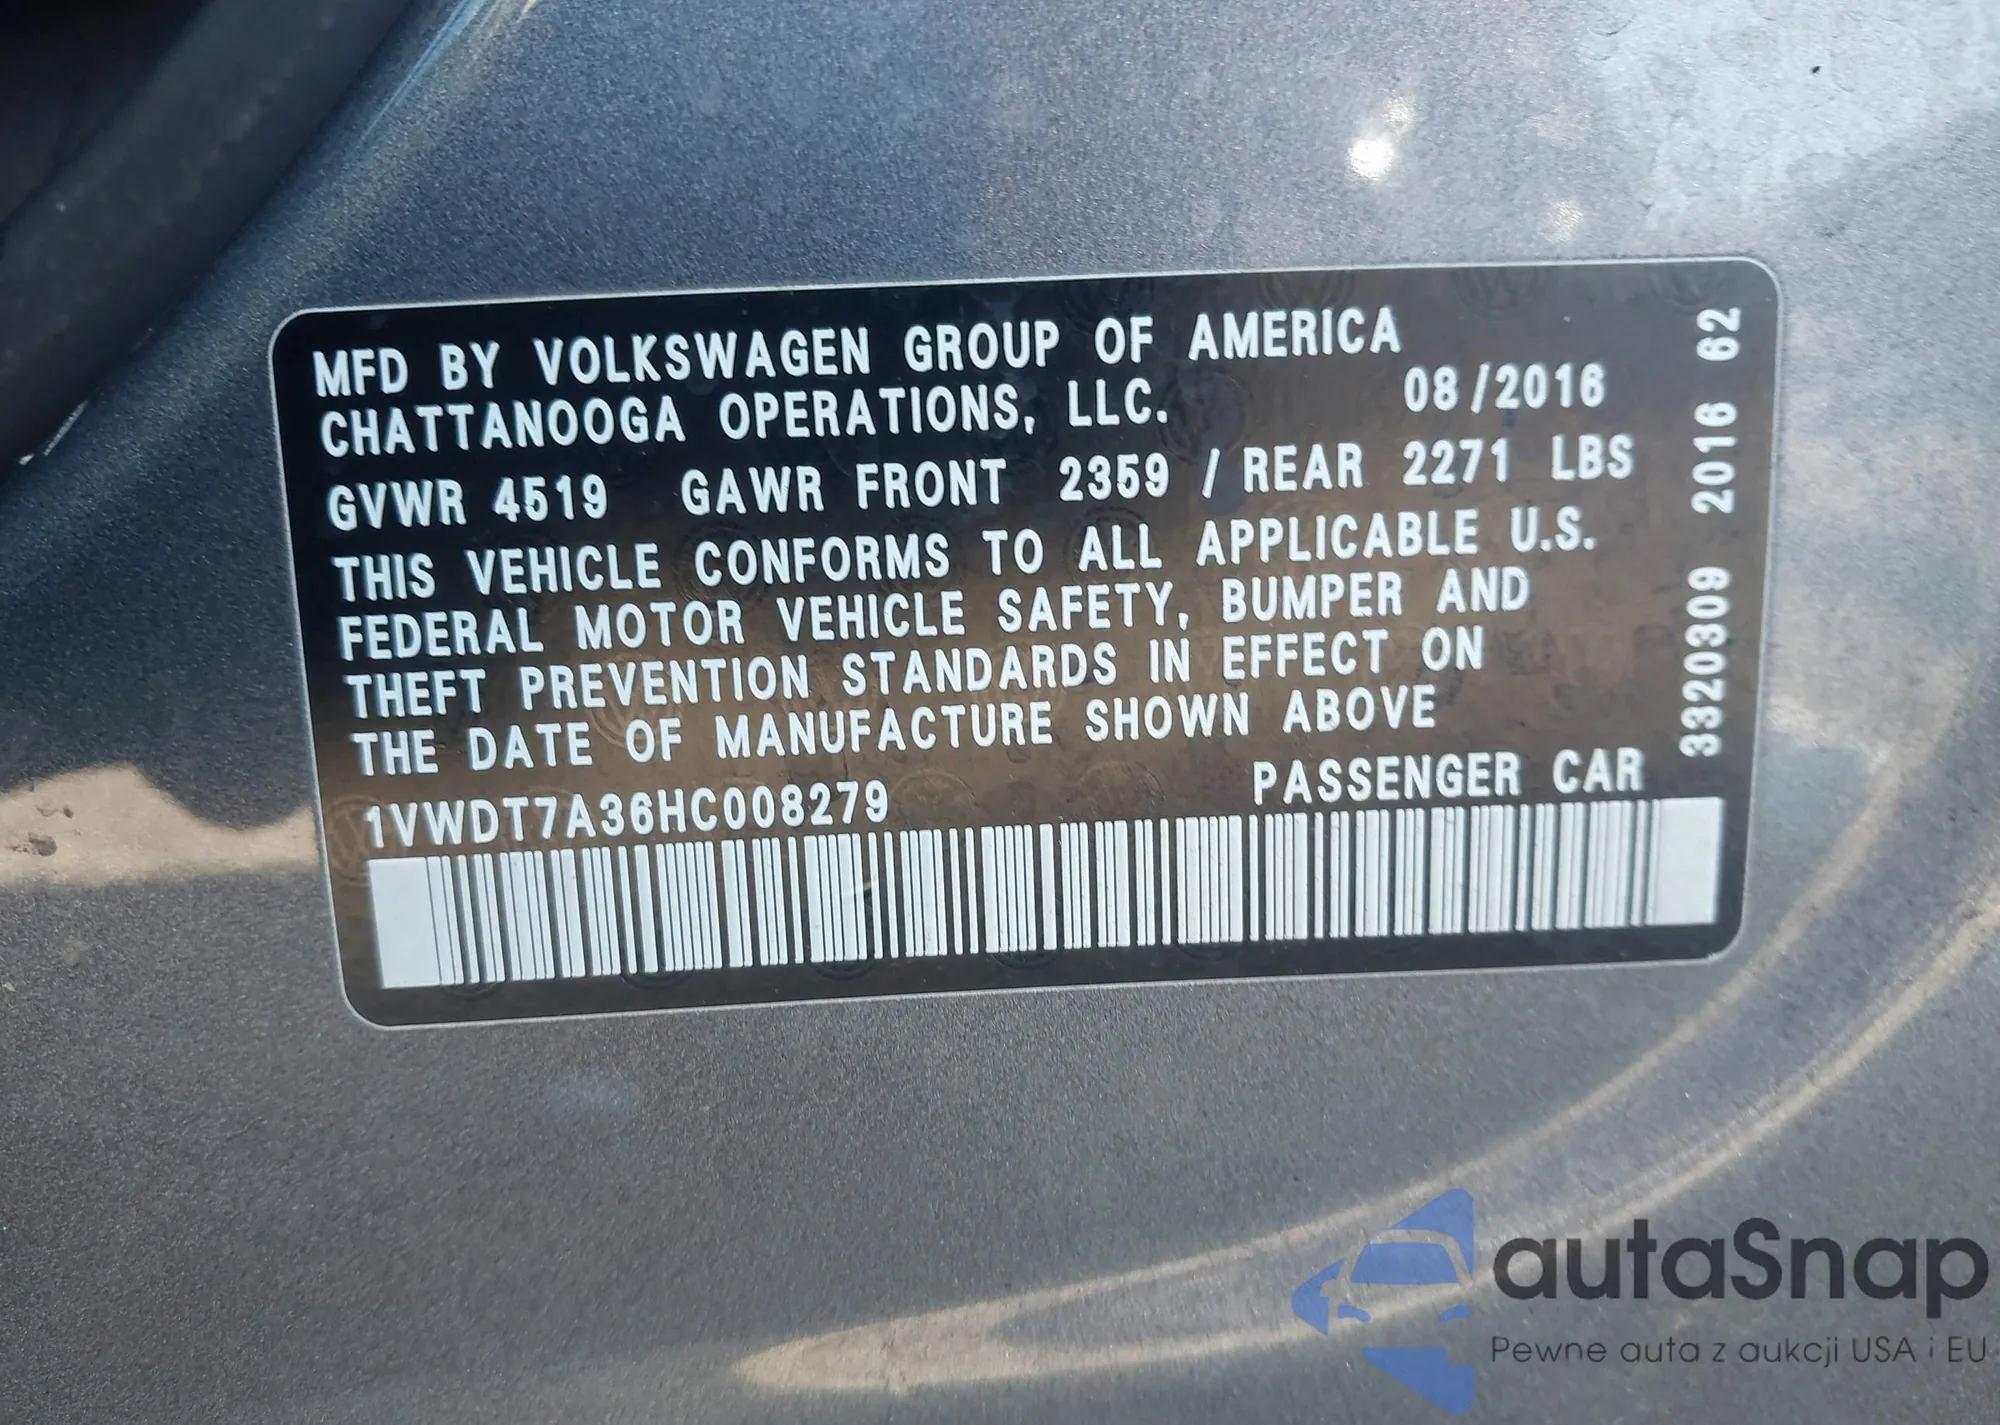 MFD BY VOLKSWAGEN GROUP OF AMERICA
CHATTANOOGA OPERATIONS, LLC. 08/2016
GVWR 4519 GAWR FRONT 2359 / REAR 2271 LBS
THIS VEHICLE CONFORMS TO ALL APPLICABLE U.S.
FEDERAL MOTOR VEHICLE SAFETY, BUMPER AND
THEFT PREVENTION STANDARDS IN EFFECT ON
THE DATE OF MANUFACTURE SHOWN ABOVE
1VWDT7A36HC008279 PASSENGER CAR
3320309 2016 62
autaSnap
Pewne auta z aukcji USA i EU